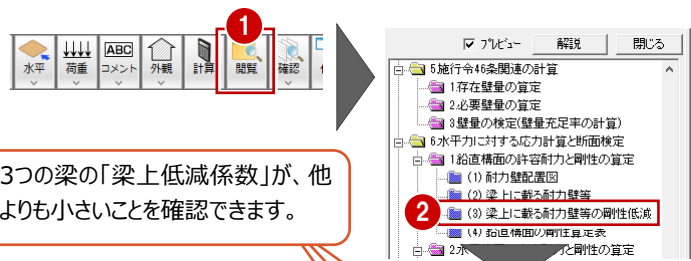 1
水平
荷重
ABC
コメント
外観
計算
閲覧
確認
プレビュー
解説
閉じる
5施行令46条関連の計算
1.存在壁量の算定
2.必要壁量の算定
3.壁量の検定(壁量充足率の計算)
6水平力に対する応力計算と断面検定
1鉛直構面の許容耐力と剛性の算定
(1) 耐力壁配置図
(2) 梁上に載る耐力壁等
2
(3) 梁上に載る耐力壁等の剛性低減
(4) 鉛直構面の剛性算定表
と剛性の算定
3つの梁の「梁上低減係数」が、他
よりも小さいことを確認できます。